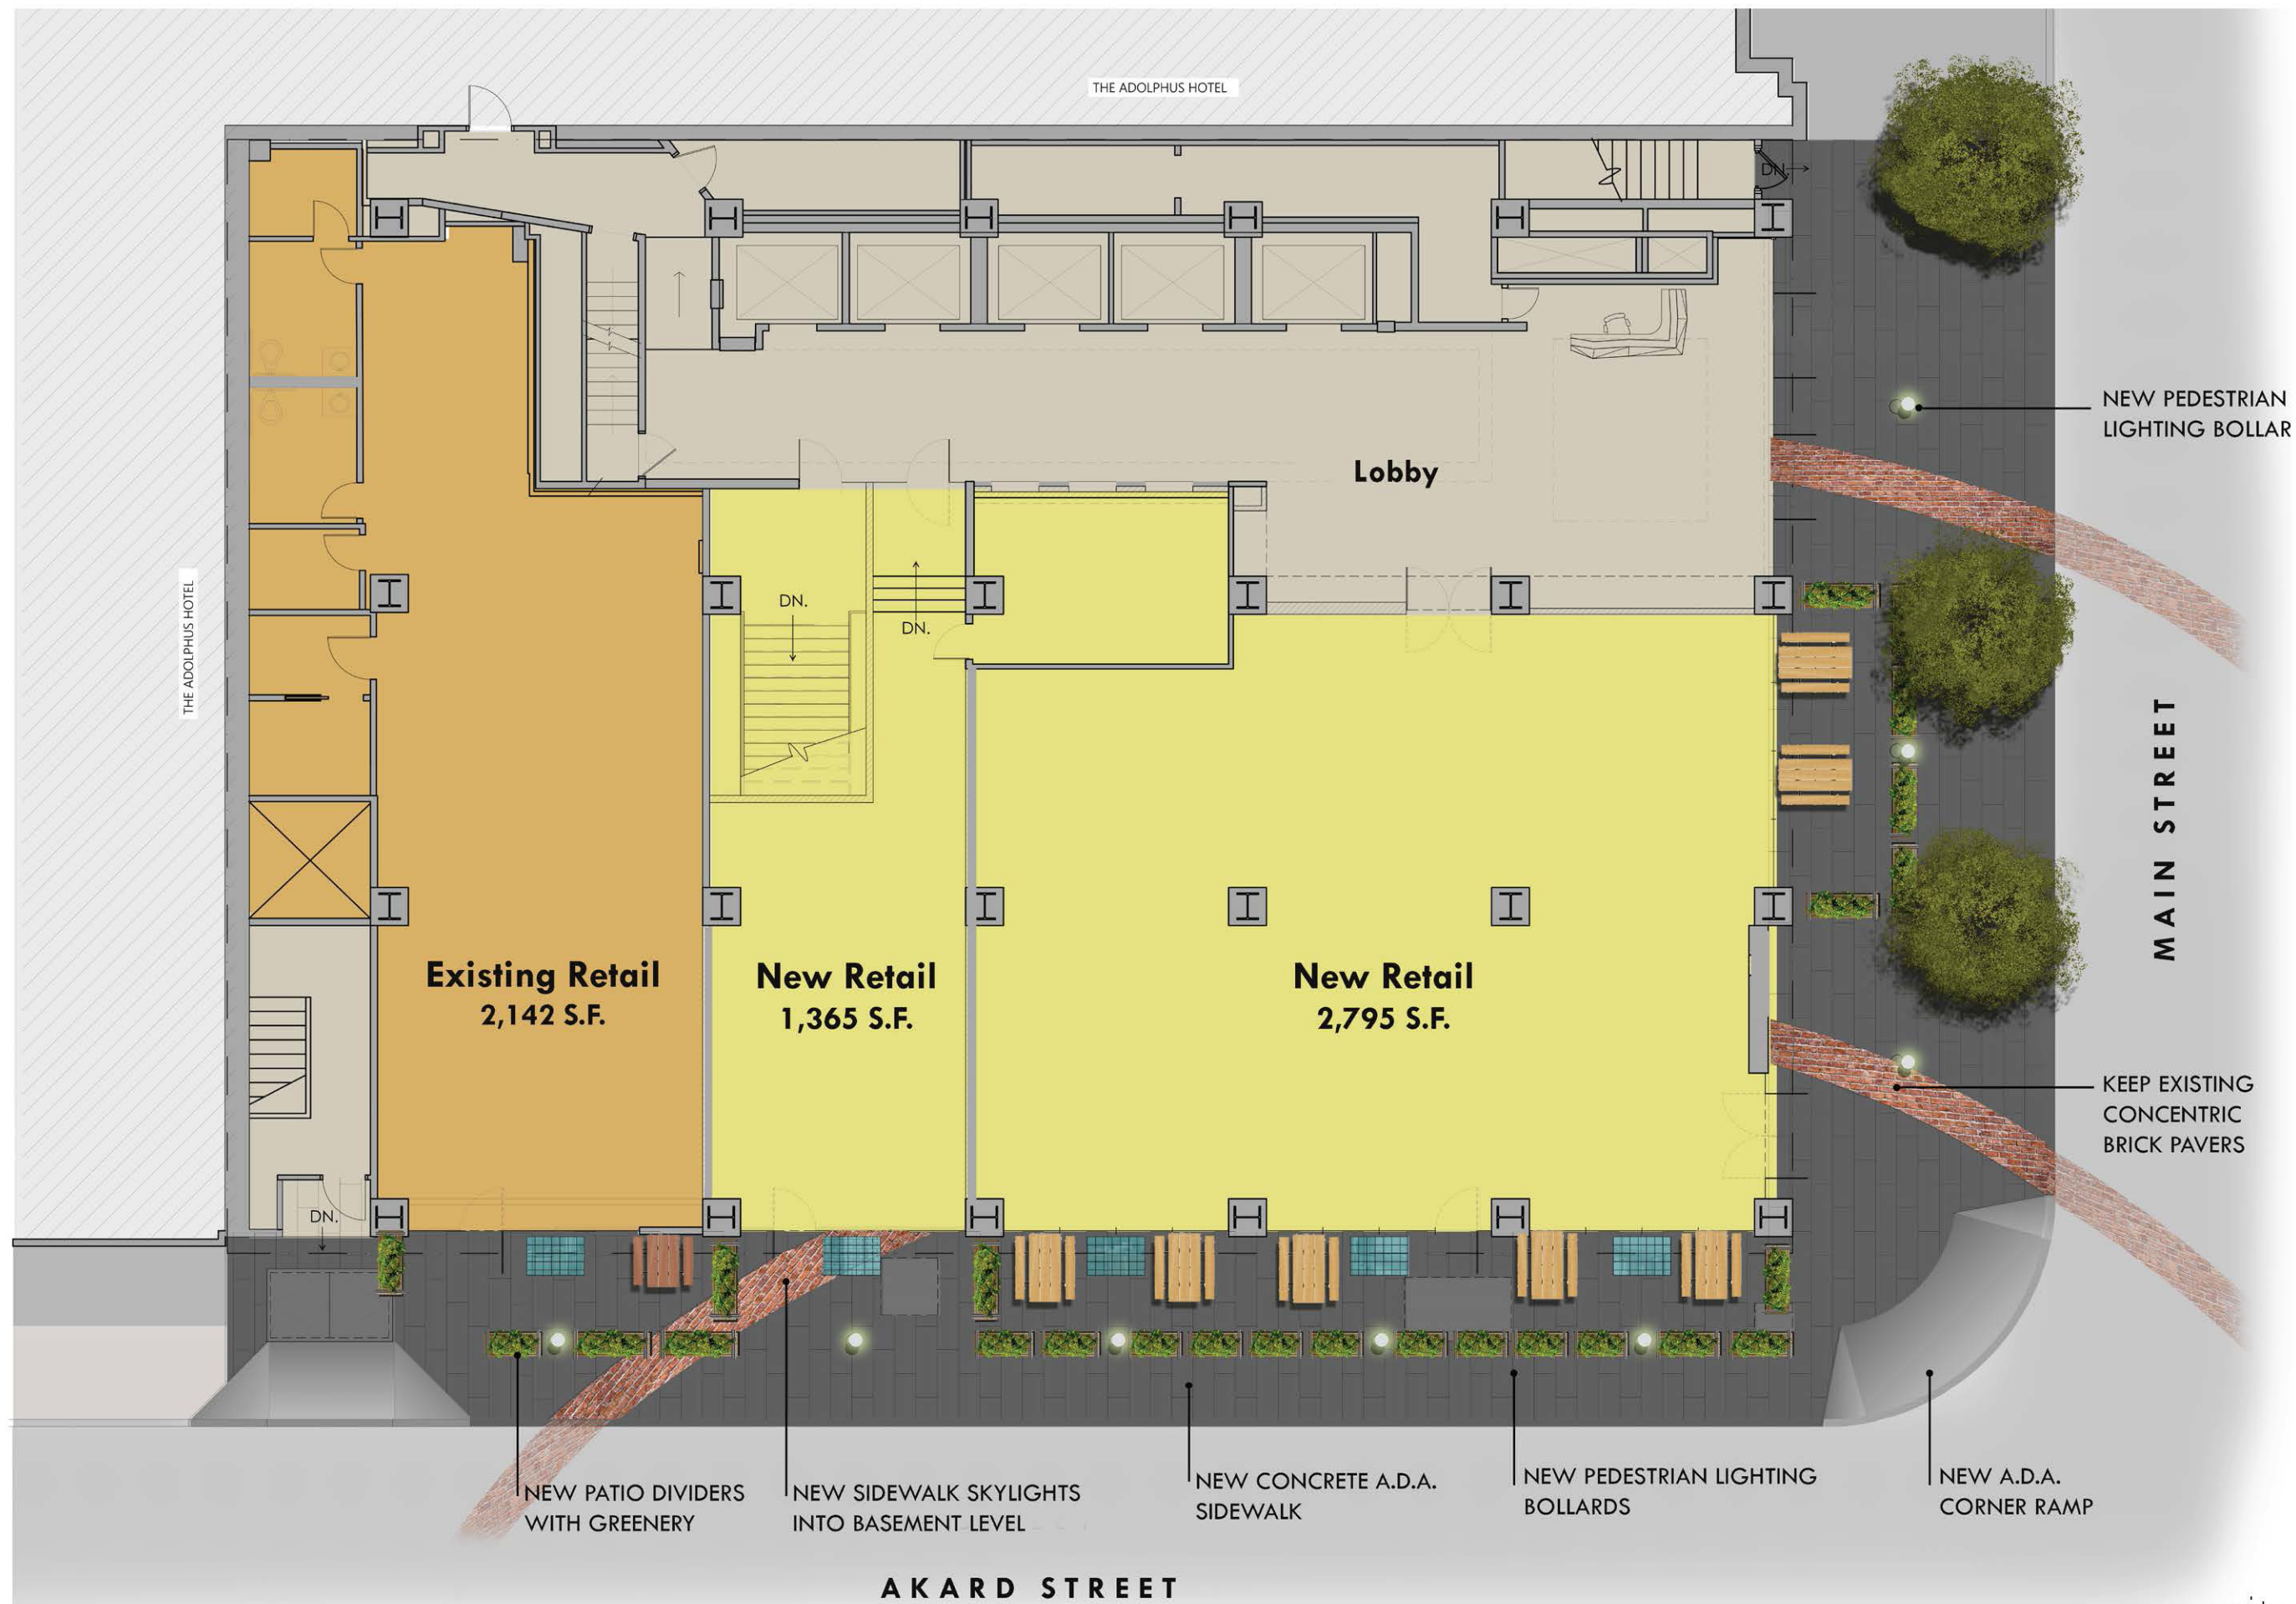 THE ADOLPHUS HOTEL
DN.
NEW PEDESTRIAN
LIGHTING BOLLAR
Lobby
THE ADOLPHUS HOTEL
DN.
DN.
MAIN STREET
Existing Retail
2,142 S.F.
New Retail
1,365 S.F.
New Retail
2,795 S.F.
KEEP EXISTING
CONCENTRIC
BRICK PAVERS
DN.
NEW PATIO DIVIDERS
WITH GREENERY
NEW SIDEWALK SKYLIGHTS
INTO BASEMENT LEVEL
NEW CONCRETE A.D.A.
SIDEWALK
NEW PEDESTRIAN LIGHTING
BOLLARDS
NEW A.D.A.
CORNER RAMP
AKARD STREET